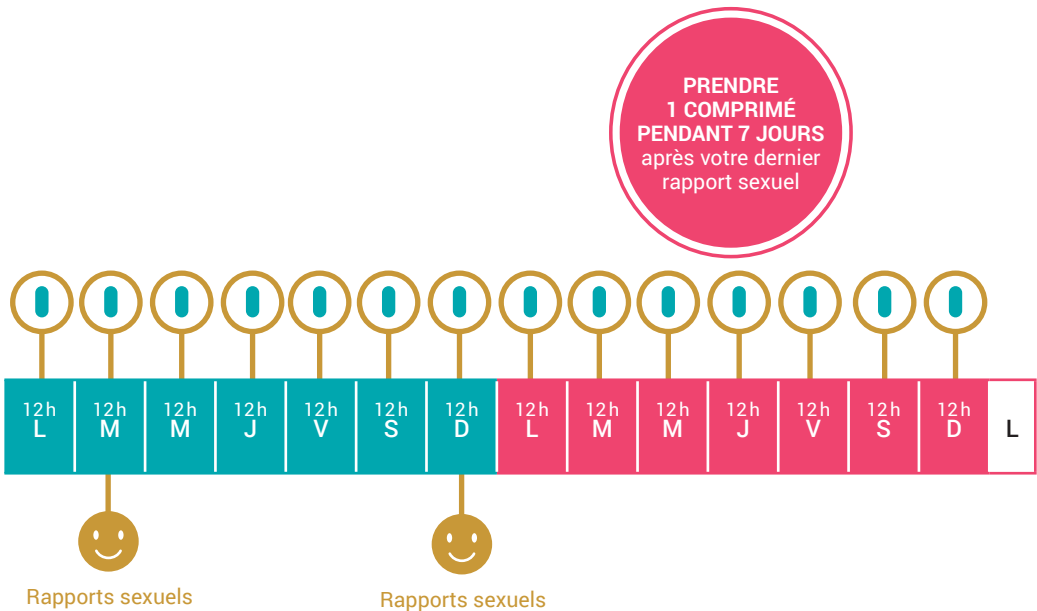 PRENDRE
1 COMPRIMÉ
PENDANT 7 JOURS
après votre dernier
rapport sexuel
12h 12h 12h 12h 12h 12h 12h 12h 12h 12h 12h 12h 12h 12h
L M M J V S D L M M J V S D L
Rapports sexuels Rapports sexuels